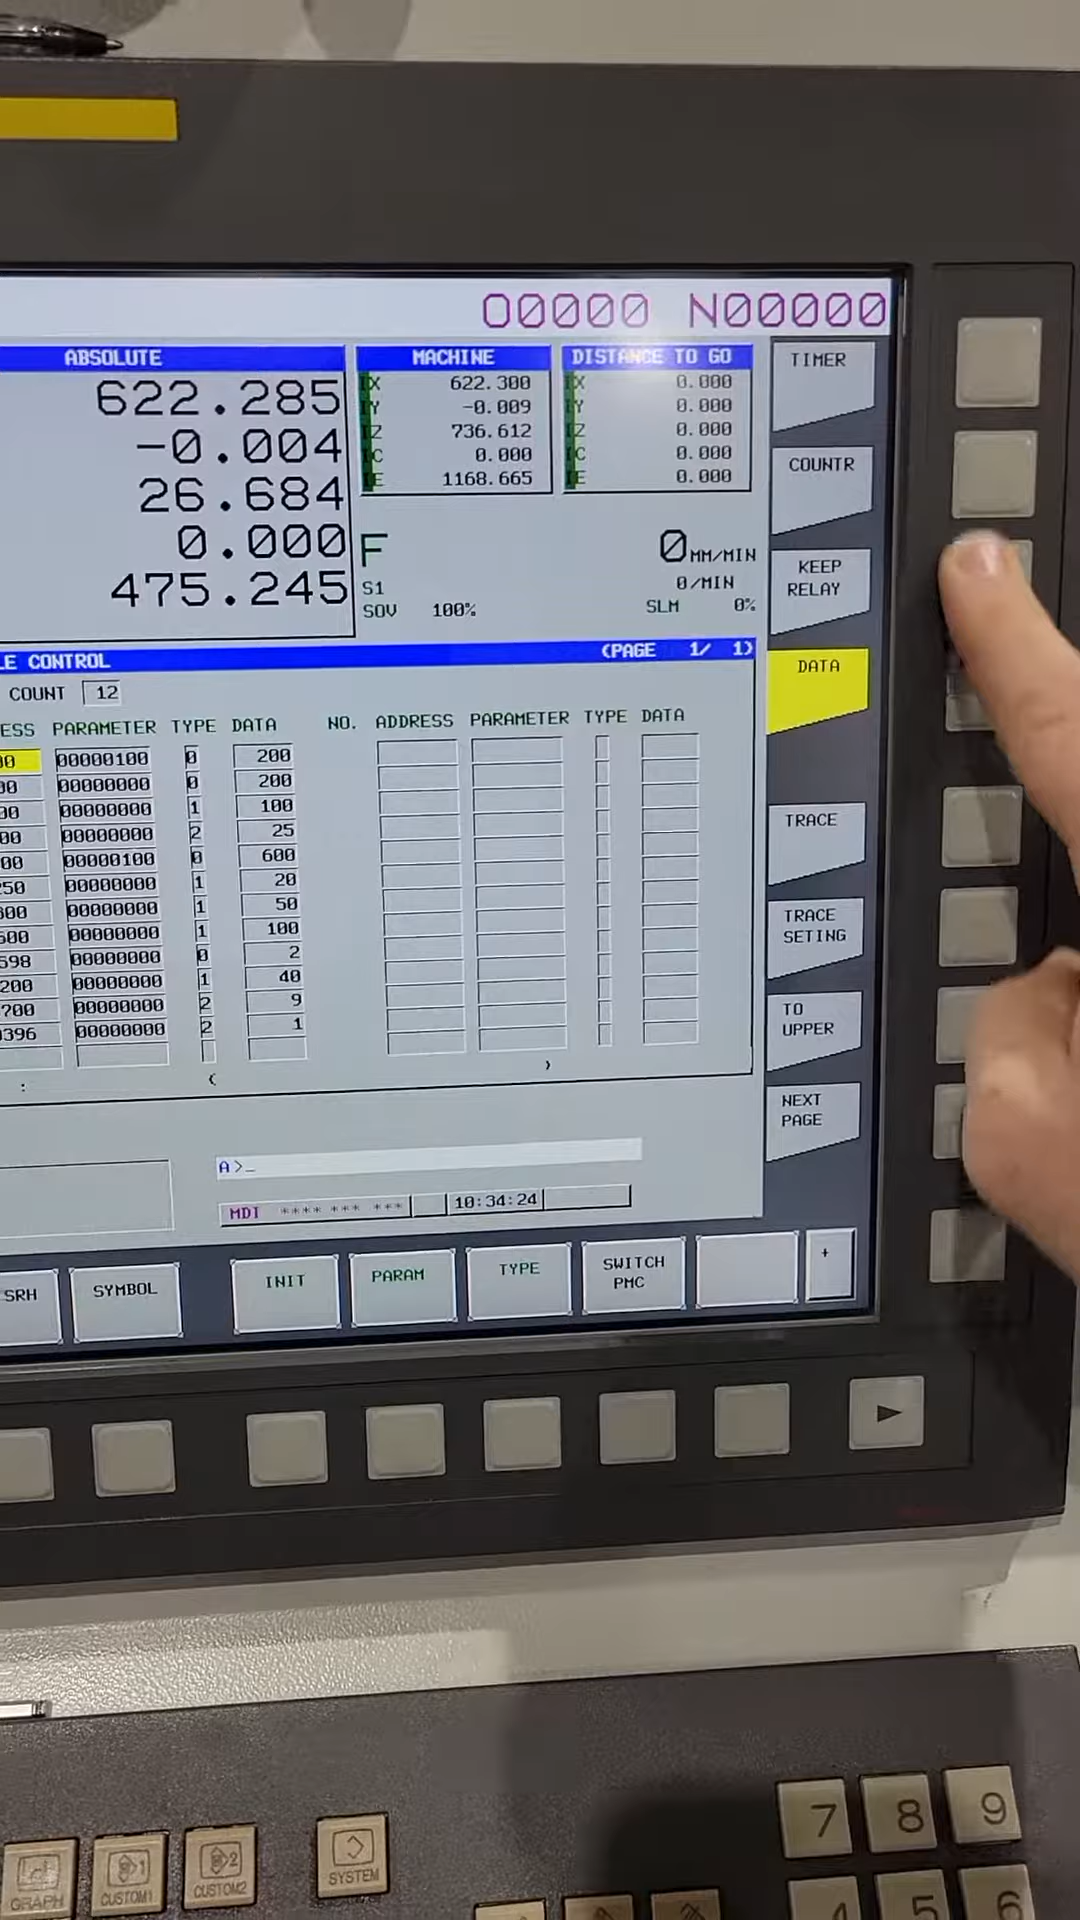 O0000 N00000
ABSOLUTE
622.285
-0.004
26.684
0.000
475.245
MACHINE
X 622.300
Y -0.009
Z 736.612
C 0.000
E 1168.665
DISTANCE TO GO
X 0.000
Y 0.000
Z 0.000
C 0.000
E 0.000
F 0 MM/MIN
S1 0/MIN
SOV 100% SLM 0%
LE CONTROL (PAGE 1/ 1)
COUNT 12
ESS PARAMETER TYPE DATA NO. ADDRESS PARAMETER TYPE DATA
00 00000100 0 200
00 00000000 0 200
00 00000000 1 100
00 00000000 2 25
00 00000100 0 600
250 00000000 1 20
300 00000000 1 50
600 00000000 1 100
598 00000000 0 2
200 00000000 1 40
700 00000000 2 9
0396 00000000 2 1
: ( )
A>_
MDI **** *** *** 10:34:24
TIMER
COUNTR
KEEP
RELAY
DATA
TRACE
TRACE
SETING
TO
UPPER
NEXT
PAGE
SRH
SYMBOL
INIT
PARAM
TYPE
SWITCH
PMC
+
7 8 9
GRAPH
CUSTOM1
CUSTOM2
SYSTEM
4 5 6